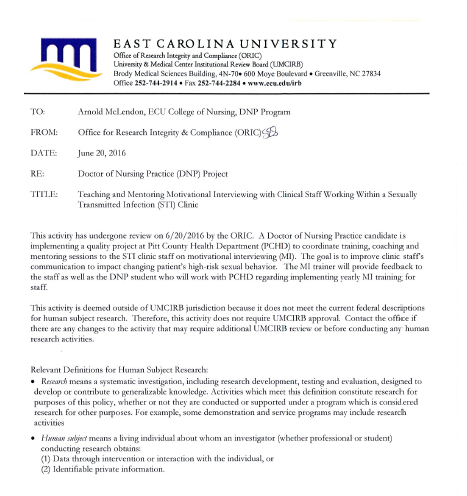 EAST CAROLINA UNIVERSITY
Office of Research Integrity and Compliance (ORIC)
University & Medical Center Institutional Review Board (UMCIRB)
Brody Medical Sciences Building, 4N-70• 600 Moye Boulevard • Greenville, NC 27834
Office 252-744-2914 • Fax 252-744-2284 • www.ecu.edu/irb
TO: Arnold McLendon, ECU College of Nursing, DNP Program
FROM: Office for Research Integrity & Compliance (ORIC)
DATE: June 20, 2016
RE: Doctor of Nursing Practice (DNP) Project
TITLE: Teaching and Mentoring Motivational Interviewing with Clinical Staff Working Within a Sexually
Transmitted Infection (STI) Clinic
This activity has undergone review on 6/20/2016 by the ORIC. A Doctor of Nursing Practice candidate is
implementing a quality project at Pitt County Health Department (PCHD) to coordinate training, coaching and
mentoring sessions to the STI clinic staff on motivational interviewing (MI). The goal is to improve clinic staff's
communication to impact changing patient's high-risk sexual behavior. The MI trainer will provide feedback to
the staff as well as the DNP student who will work with PCHD regarding implementing yearly MI training for
staff.
This activity is deemed outside of UMCIRB jurisdiction because it does not meet the current federal descriptions
for human subject research. Therefore, this activity does not require UMCIRB approval. Contact the office if
there are any changes to the activity that may require additional UMCIRB review or before conducting any human
research activities.
Relevant Definitions for Human Subject Research:
• Research means a systematic investigation, including research development, testing and evaluation, designed to
develop or contribute to generalizable knowledge. Activities which meet this definition constitute research for
purposes of this policy, whether or not they are conducted or supported under a program which is considered
research for other purposes. For example, some demonstration and service programs may include research
activities
• Human subject means a living individual about whom an investigator (whether professional or student)
conducting research obtains:
(1) Data through intervention or interaction with the individual, or
(2) Identifiable private information.